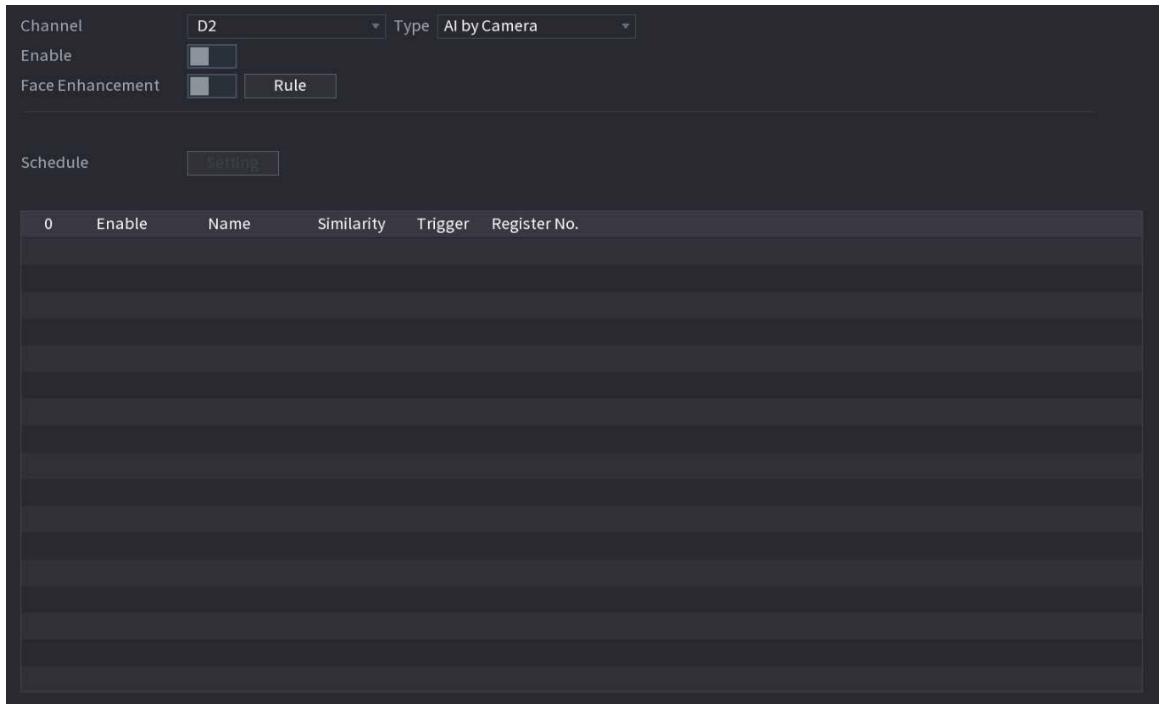 Channel D2 Type AI by Camera
Enable
Face Enhancement Rule
Schedule Setting
0 Enable Name Similarity Trigger Register No.